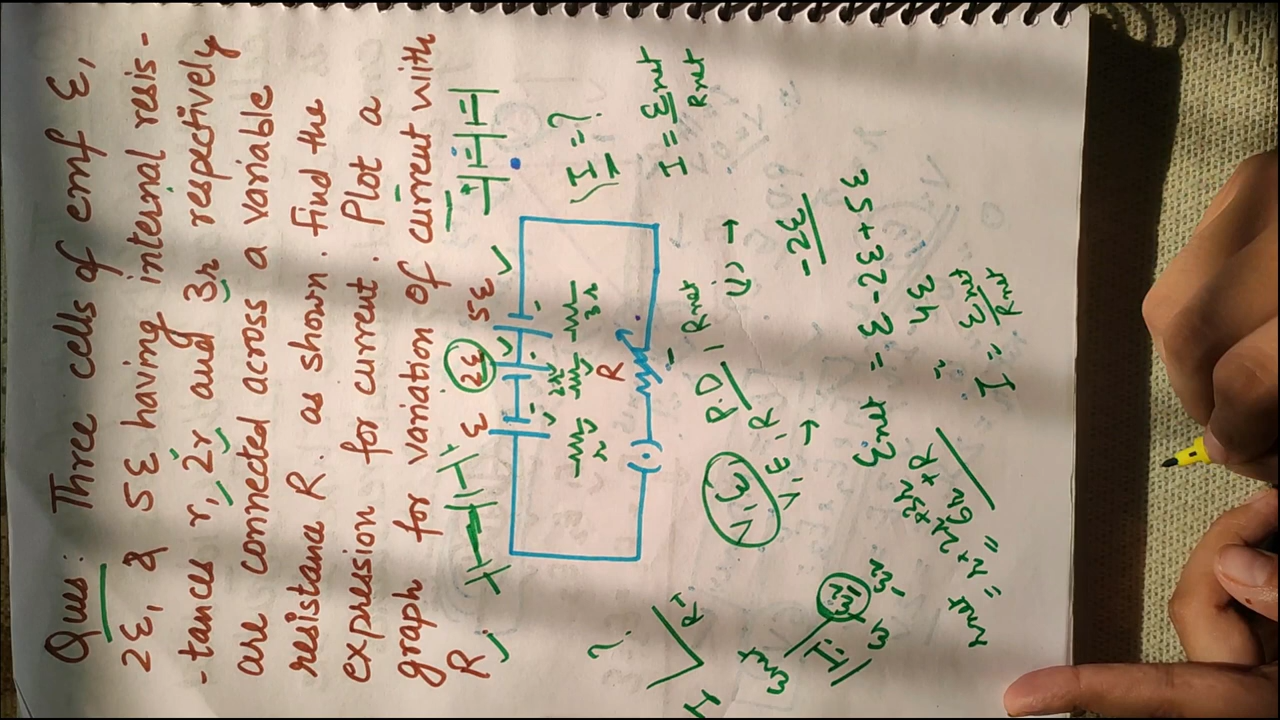 Ques: Three cells of emf ε,
2ε, & 5ε having internal resis-
-tances r, 2r and 3r respectively
are connected across a variable
resistance R. as shown. find the
expression for current. Plot a
graph for variation of current with
R
ε 2ε 5ε
r 2r 3r
R
I = ?
I = εnet / Rnet
P.D | Rnet
V, ε, R → (i) →
-2ε
εnet = ε - 2ε + 5ε
= 4ε
rnet = r + 2r + 3r
= 6r + R
I = εnet / Rnet
I R→ ?